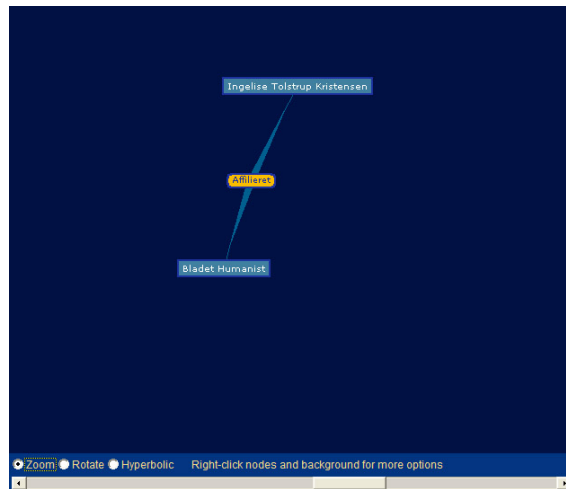 Ingelise Tolstrup Kristensen
Affilieret
Bladet Humanist
Zoom Rotate Hyperbolic Right-click nodes and background for more options